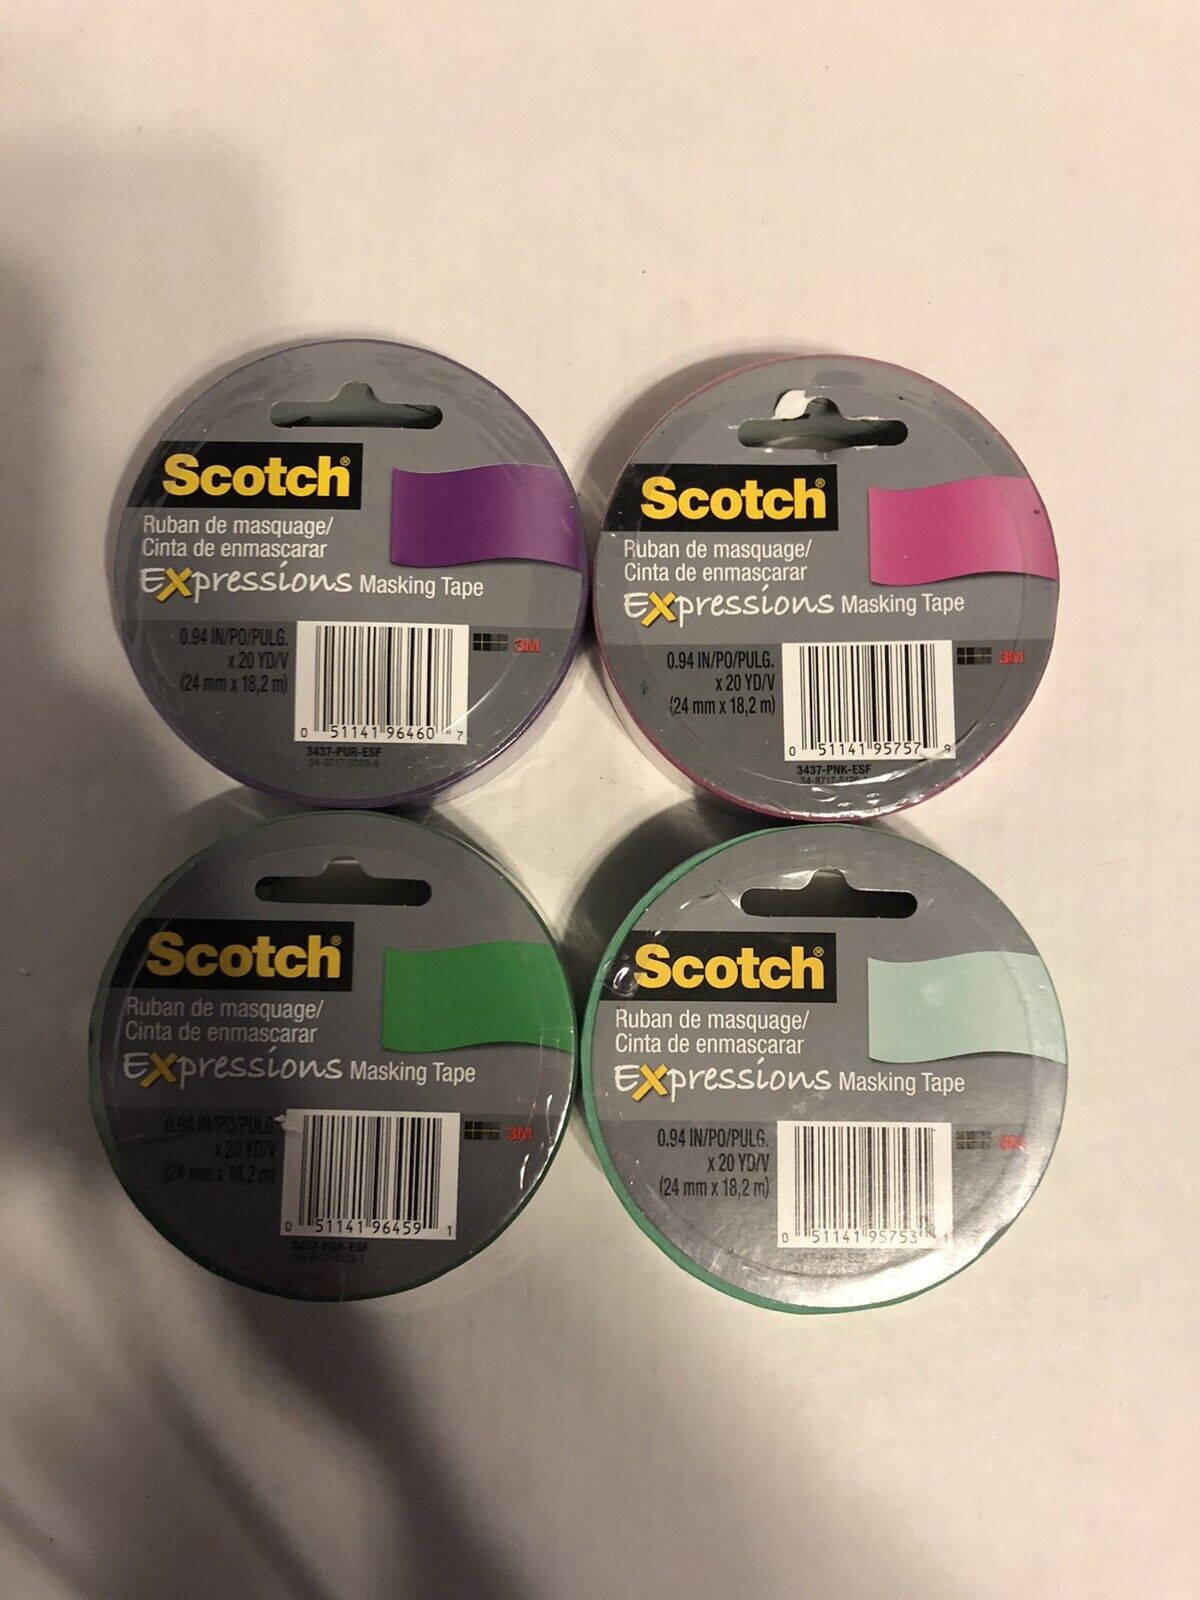 Scotch®
Ruban de masquage/
Cinta de enmascarar
Expressions Masking Tape
0.94 IN/PO/PULG.
x 20 YD/V
(24 mm x 18,2 m)
3M
0 51141 96460 7
3437-PUR-ESF
Scotch®
Ruban de masquage/
Cinta de enmascarar
Expressions Masking Tape
0.94 IN/PO/PULG.
x 20 YD/V
(24 mm x 18,2 m)
3M
0 51141 95757 9
3437-PNK-ESF
Scotch®
Ruban de masquage/
Cinta de enmascarar
Expressions Masking Tape
0.94 IN/PO/PULG.
x 20 YD/V
(24 mm x 18,2 m)
3M
0 51141 96459 1
3437-PGR-ESF
Scotch®
Ruban de masquage/
Cinta de enmascarar
Expressions Masking Tape
0.94 IN/PO/PULG.
x 20 YD/V
(24 mm x 18,2 m)
3M
0 51141 95753 1